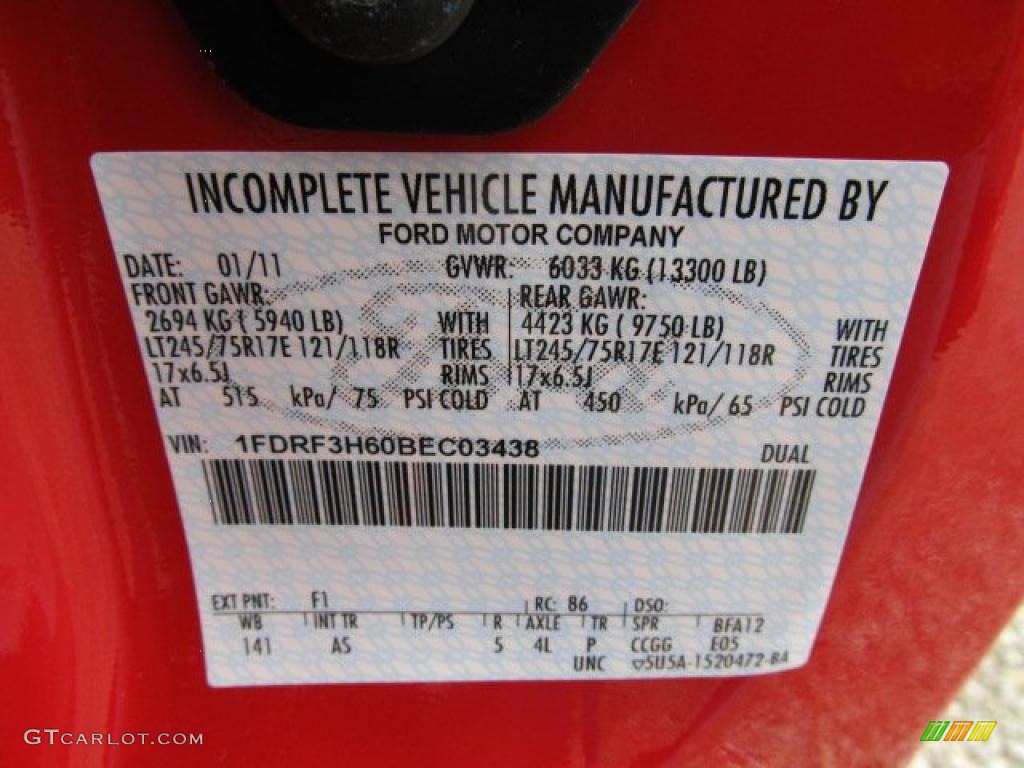 INCOMPLETE VEHICLE MANUFACTURED BY
FORD MOTOR COMPANY
DATE: 01/11 GVWR: 6033 KG (13300 LB)
FRONT GAWR: REAR GAWR:
2694 KG ( 5940 LB) WITH 4423 KG ( 9750 LB) WITH
LT245/75R17E 121/118R TIRES LT245/75R17E 121/118R TIRES
17x6.5J RIMS 17x6.5J RIMS
AT 515 kPa/ 75 PSI COLD AT 450 kPa/ 65 PSI COLD
VIN: 1FDRF3H60BEC03438 DUAL
EXT PNT: F1 RC: 86 DSO:
WB INT TR TP/PS R AXLE TR SPR BFA12
141 AS 5 4L P CCGG E05
UNC ▽5U5A-1520472-BA
GTCARLOT.COM